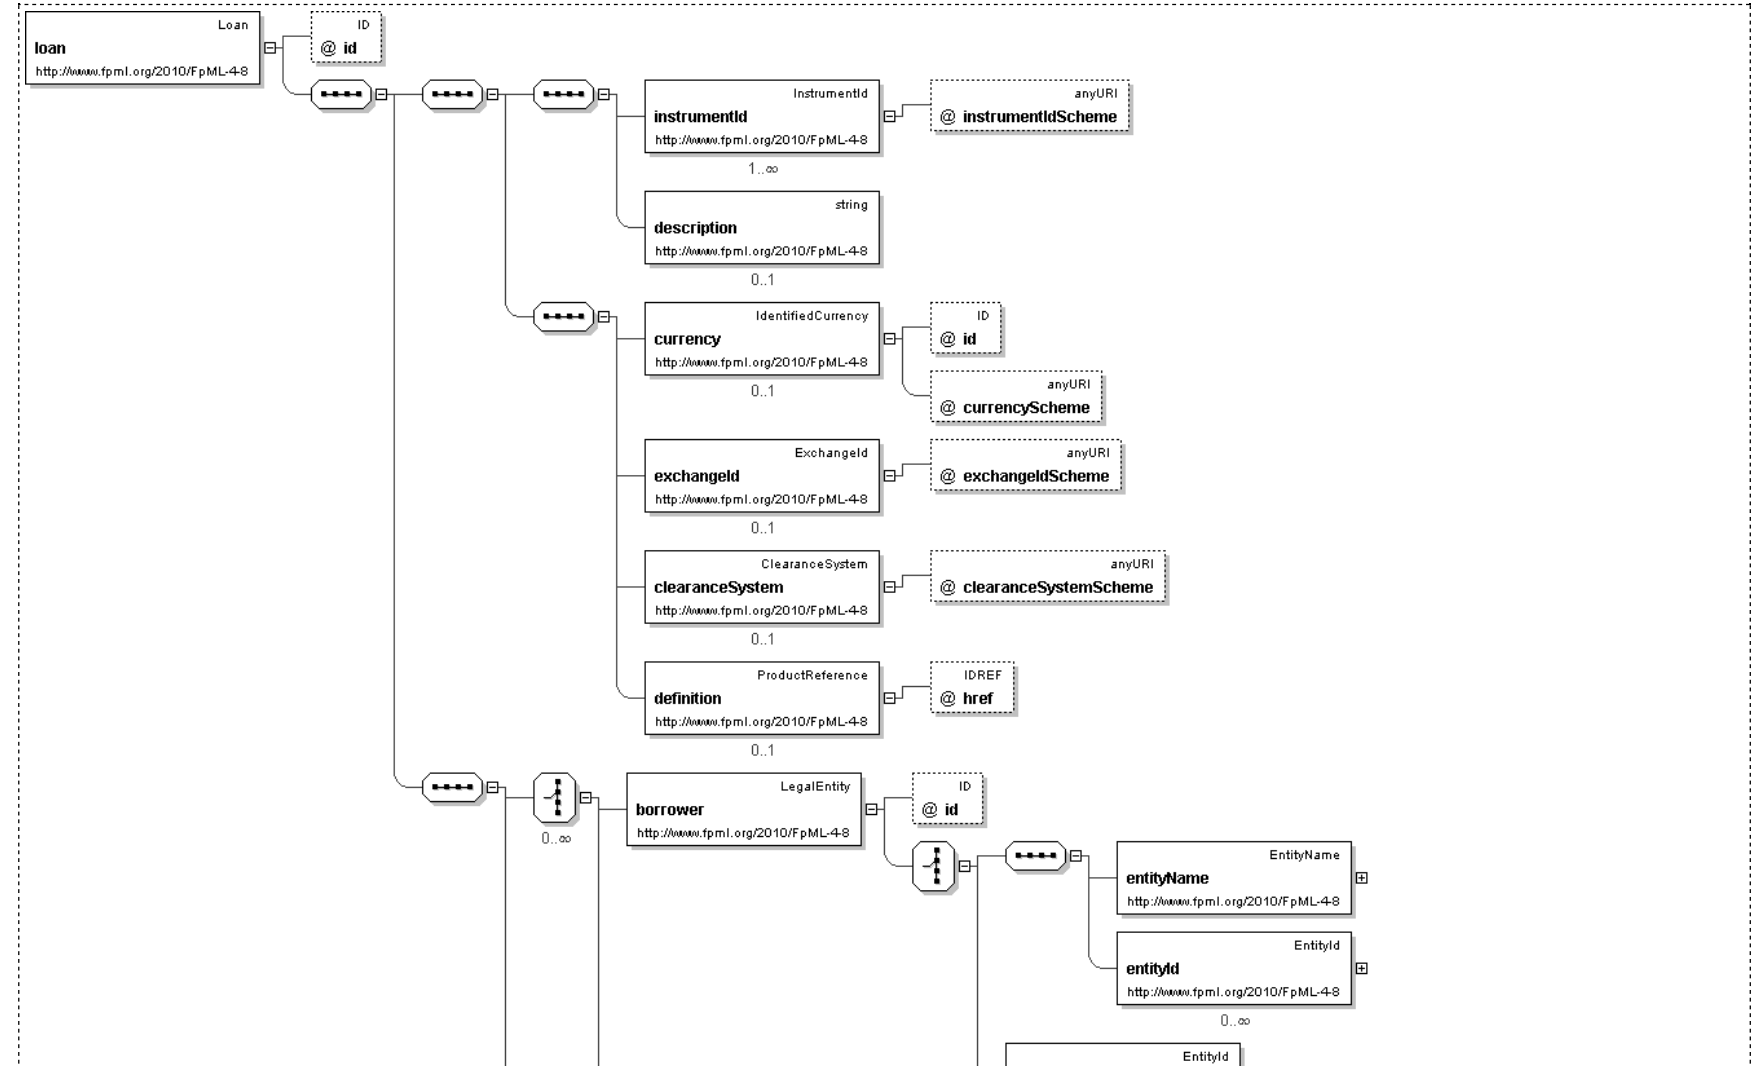 Loan
loan
http://www.fpml.org/2010/FpML-4-8
ID
@ id
InstrumentId
instrumentId
http://www.fpml.org/2010/FpML-4-8
1..∞
anyURI
@ instrumentIdScheme
string
description
http://www.fpml.org/2010/FpML-4-8
0..1
IdentifiedCurrency
currency
http://www.fpml.org/2010/FpML-4-8
0..1
ID
@ id
anyURI
@ currencyScheme
ExchangeId
exchangeId
http://www.fpml.org/2010/FpML-4-8
0..1
anyURI
@ exchangeIdScheme
ClearanceSystem
clearanceSystem
http://www.fpml.org/2010/FpML-4-8
0..1
anyURI
@ clearanceSystemScheme
ProductReference
definition
http://www.fpml.org/2010/FpML-4-8
0..1
IDREF
@ href
0..∞
LegalEntity
borrower
http://www.fpml.org/2010/FpML-4-8
ID
@ id
EntityName
entityName
http://www.fpml.org/2010/FpML-4-8
EntityId
entityId
http://www.fpml.org/2010/FpML-4-8
0..∞
EntityId